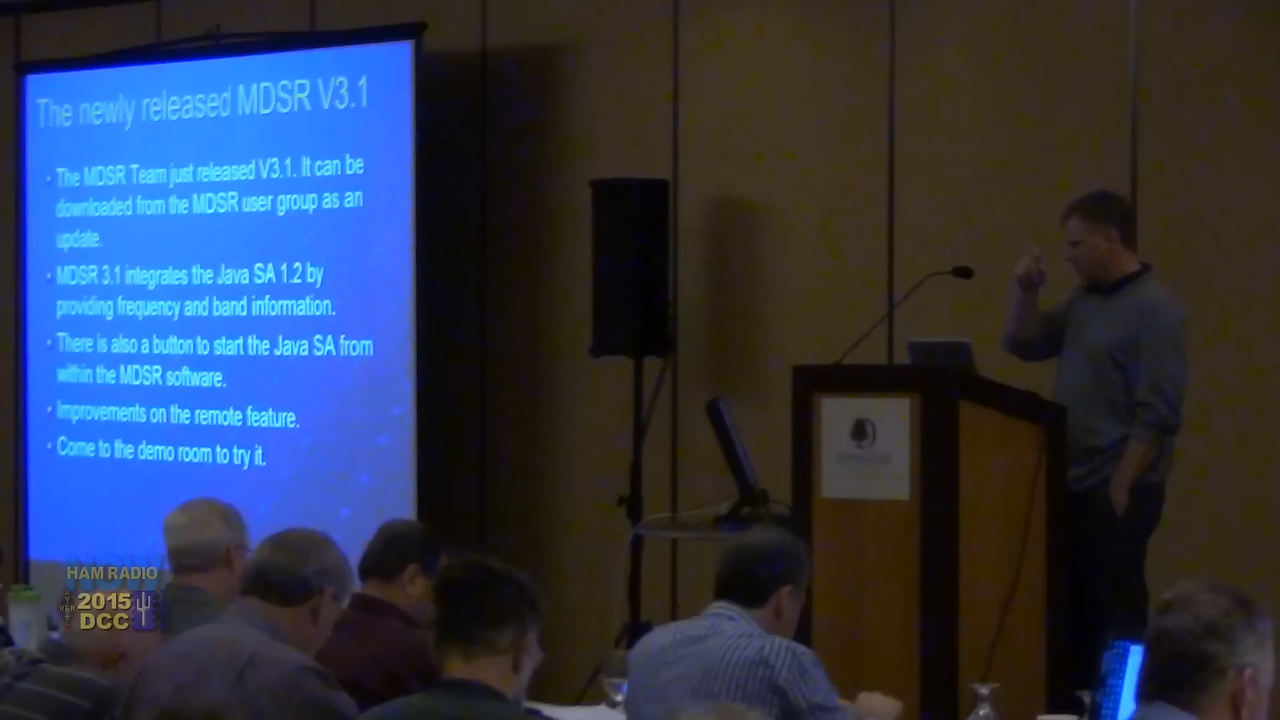 The newly released MDSR V3.1
• The MDSR Team just released V3.1. It can be
downloaded from the MDSR user group as an
update.
• MDSR 3.1 integrates the Java SA 1.2 by
providing frequency and band information.
• There is also a button to start the Java SA from
within the MDSR software.
• Improvements on the remote feature.
• Come to the demo room to try it.
HAM RADIO
2015
DCC